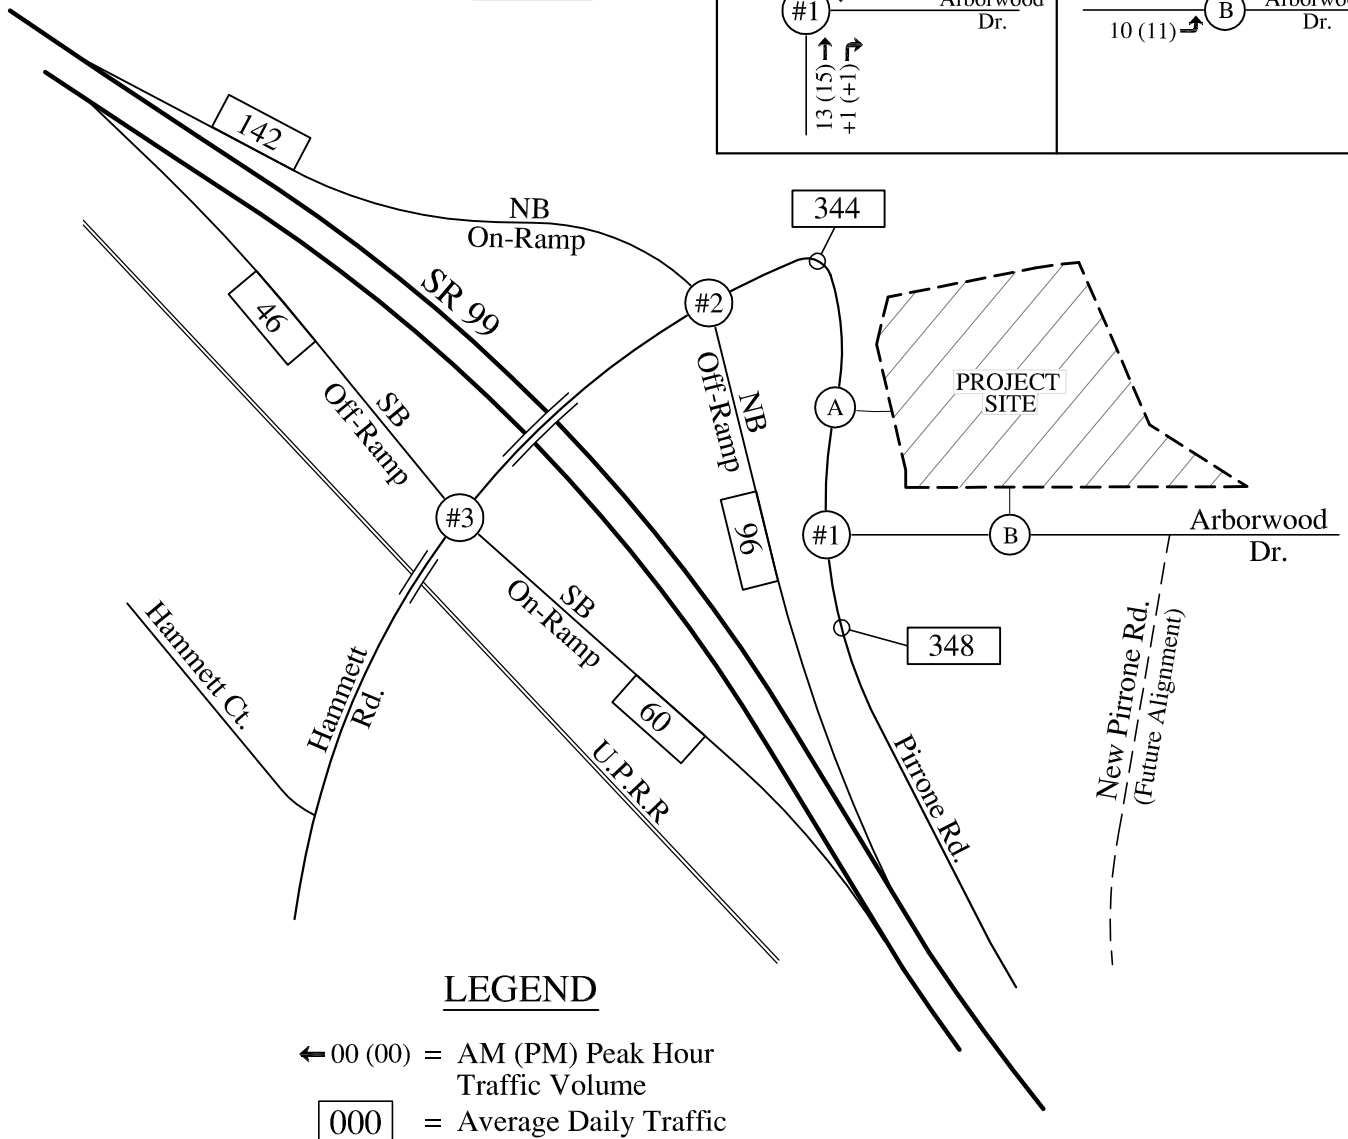 #1
Arborwood
Dr.
13 (15)
+1 (+1)
B
Arborwo
Dr.
10 (11)
142
NB
On-Ramp
344
SR 99
#2
46
PROJECT
SITE
SB
Off-Ramp
NB
Off-Ramp
A
#3
96
#1
B
Arborwood
Dr.
SB
On-Ramp
348
Hammett Ct.
Hammett
Rd.
60
U.P.R.R
Pirrone Rd.
New Pirrone Rd.
(Future Alignment)
LEGEND
00 (00) = AM (PM) Peak Hour
Traffic Volume
000 = Average Daily Traffic